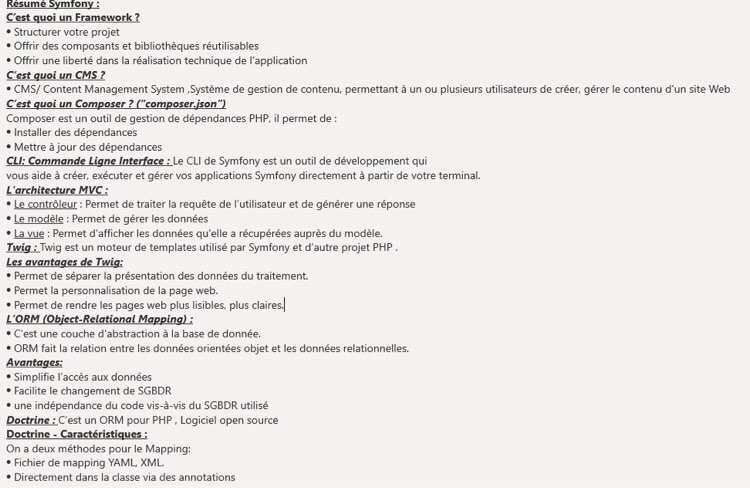 Résumé Symfony :
C'est quoi un Framework ?
• Structurer votre projet
• Offrir des composants et bibliothèques réutilisables
• Offrir une liberté dans la réalisation technique de l'application
C'est quoi un CMS ?
• CMS/ Content Management System ,Système de gestion de contenu, permettant à un ou plusieurs utilisateurs de créer, gérer le contenu d'un site Web
C'est quoi un Composer ? ("composer.json")
Composer est un outil de gestion de dépendances PHP, il permet de :
• Installer des dépendances
• Mettre à jour des dépendances
CLI: Commande Ligne Interface : Le CLI de Symfony est un outil de développement qui
vous aide à créer, exécuter et gérer vos applications Symfony directement à partir de votre terminal.
L'architecture MVC :
• Le contrôleur : Permet de traiter la requête de l'utilisateur et de générer une réponse
• Le modèle : Permet de gérer les données
• La vue : Permet d'afficher les données qu'elle a récupérées auprès du modèle.
Twig : Twig est un moteur de templates utilisé par Symfony et d'autre projet PHP .
Les avantages de Twig:
• Permet de séparer la présentation des données du traitement.
• Permet la personnalisation de la page web.
• Permet de rendre les pages web plus lisibles, plus claires.
L'ORM (Object-Relational Mapping) :
• C'est une couche d'abstraction à la base de donnée.
• ORM fait la relation entre les données orientées objet et les données relationnelles.
Avantages:
• Simplifie l'accès aux données
• Facilite le changement de SGBDR
• une indépendance du code vis-à-vis du SGBDR utilisé
Doctrine : C'est un ORM pour PHP , Logiciel open source
Doctrine - Caractéristiques :
On a deux méthodes pour le Mapping:
• Fichier de mapping YAML, XML.
• Directement dans la classe via des annotations